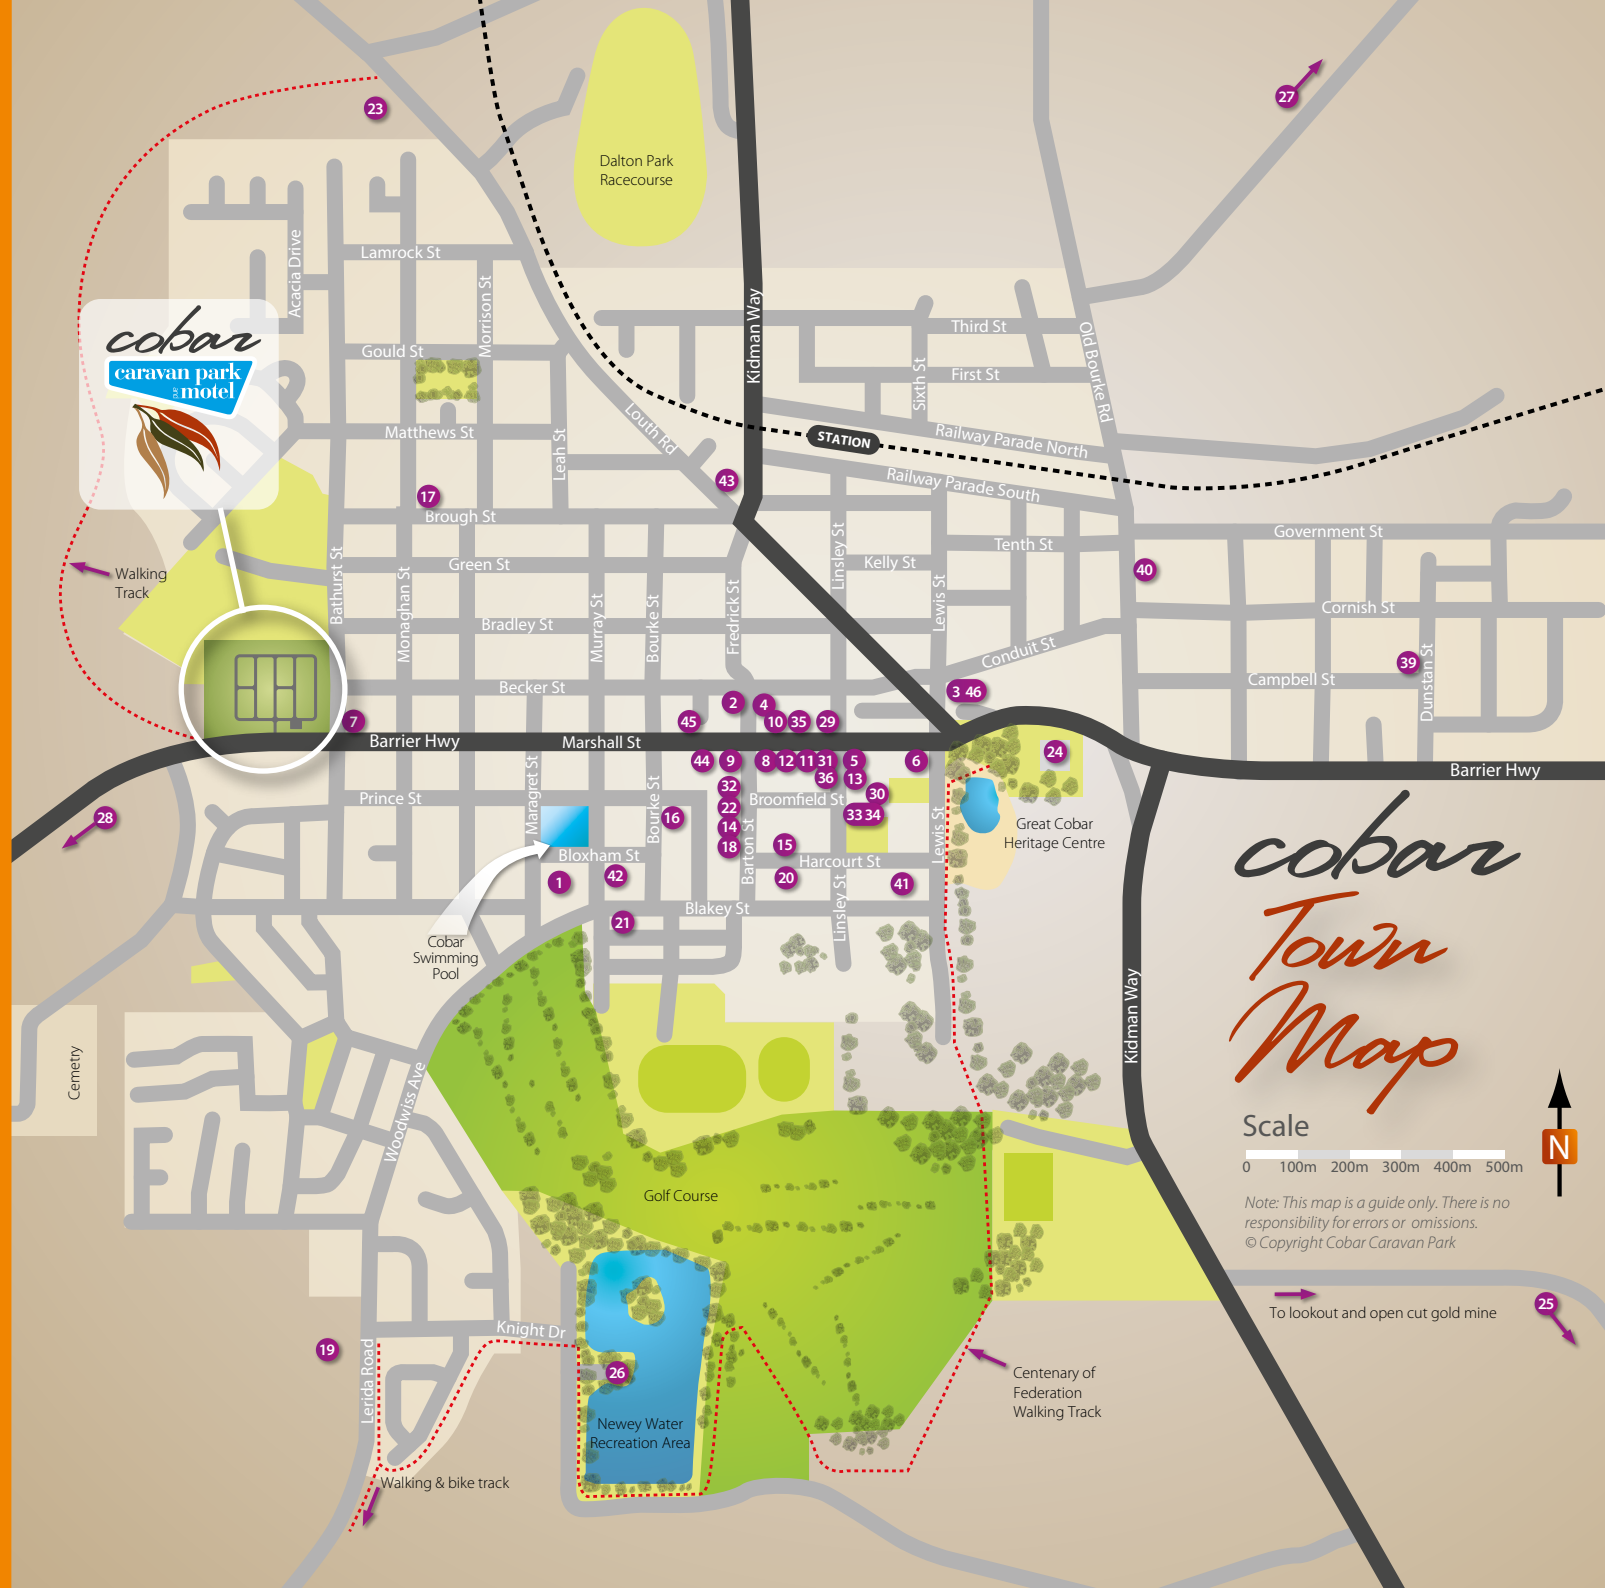 23
27
Dalton Park
Racecourse
Acacia Drive
Lamrock St
Morrison St
Kidman Way
Third St
Old Bourke Rd
Gould St
Sixth St
First St
cobar
caravan park
motel
Louth Rd
Matthews St
Leah St
STATION
Railway Parade North
43
Railway Parade South
17
Brough St
Government St
Walking
Track
Bathurst St
Monaghan St
Green St
Murray St
Bourke St
Fredrick St
Linsley St
Kelly St
Lewis St
Tenth St
40
Bradley St
Cornish St
Conduit St
39
Dunstan St
Becker St
3 46
Campbell St
2
4
7
45
10
35
29
Barrier Hwy
Marshall St
24
44
9
8
12
11
31
5
6
Barrier Hwy
36
13
32
30
Maragret St
Bourke St
Prince St
22
Broomfield St
33 34
28
16
14
Lewis St
Great Cobar
Heritage Centre
18
Barton St
15
Bloxham St
Harcourt St
1
42
20
41
Linsley St
21
Blakey St
Cobar
Swimming
Pool
cobar
Town
Map
Kidman Way
Cemetry
Woodwiss Ave
Scale
0
100m
200m
300m
400m
500m
N
Golf Course
Note: This map is a guide only. There is no
responsibility for errors or omissions.
© Copyright Cobar Caravan Park
To lookout and open cut gold mine
25
Knight Dr
19
Lerida Road
26
Centenary of
Federation
Walking Track
Newey Water
Recreation Area
Walking & bike track